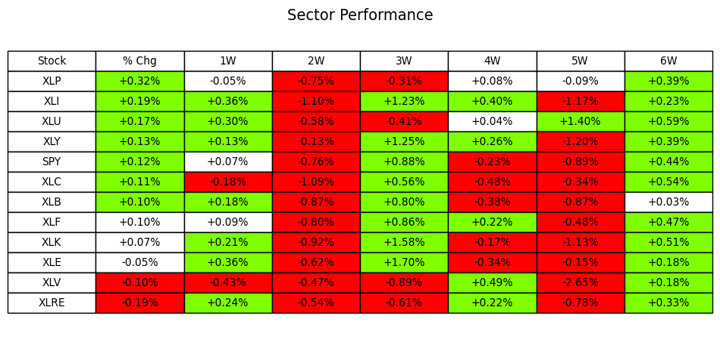 Sector Performance
Stock % Chg 1W 2W 3W 4W 5W 6W
XLP +0.32% -0.05% -0.75% -0.31% +0.08% -0.09% +0.39%
XLI +0.19% +0.36% -1.10% +1.23% +0.40% -1.17% +0.23%
XLU +0.17% +0.30% -0.58% -0.41% +0.04% +1.40% +0.59%
XLY +0.13% +0.13% -0.13% +1.25% +0.26% -1.20% +0.39%
SPY +0.12% +0.07% -0.76% +0.88% -0.23% -0.89% +0.44%
XLC +0.11% -0.18% -1.09% +0.56% -0.48% -0.34% +0.54%
XLB +0.10% +0.18% -0.87% +0.80% -0.38% -0.87% +0.03%
XLF +0.10% +0.09% -0.80% +0.86% +0.22% -0.48% +0.47%
XLK +0.07% +0.21% -0.92% +1.58% -0.17% -1.13% +0.51%
XLE -0.05% +0.36% -0.62% +1.70% -0.34% -0.15% +0.18%
XLV -0.10% -0.43% -0.47% -0.89% +0.49% -2.65% +0.18%
XLRE -0.19% +0.24% -0.54% -0.61% +0.22% -0.78% +0.33%